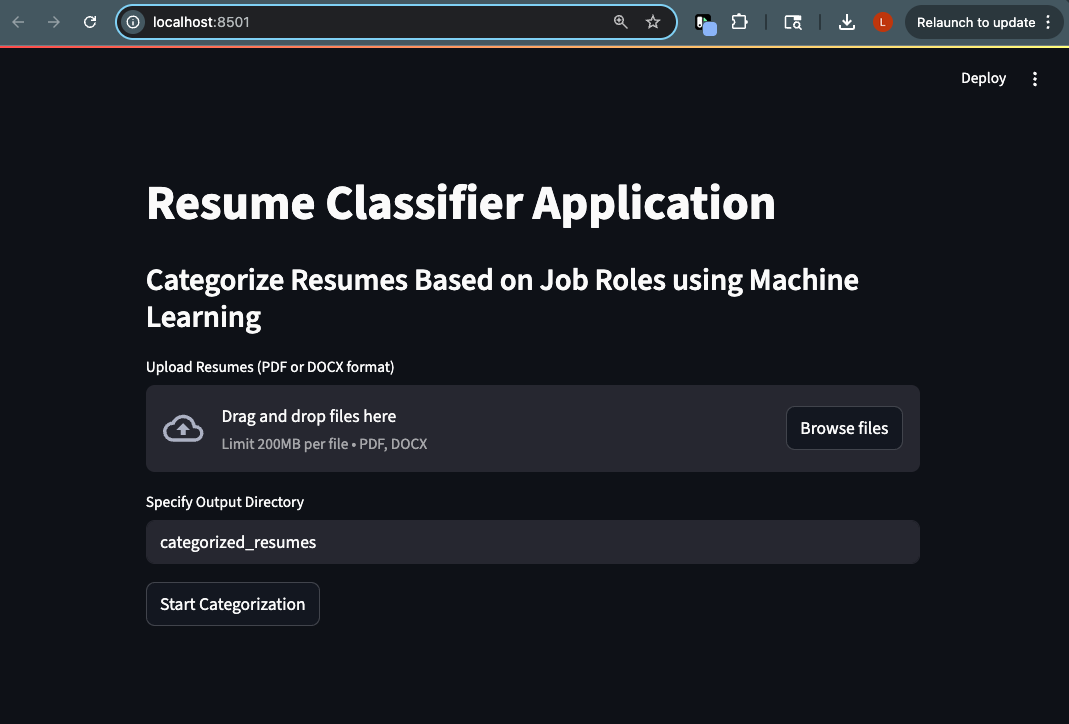 localhost:8501
L
Relaunch to update
Deploy
Resume Classifier Application
Categorize Resumes Based on Job Roles using Machine
Learning
Upload Resumes (PDF or DOCX format)
Drag and drop files here
Limit 200MB per file • PDF, DOCX
Browse files
Specify Output Directory
categorized_resumes
Start Categorization